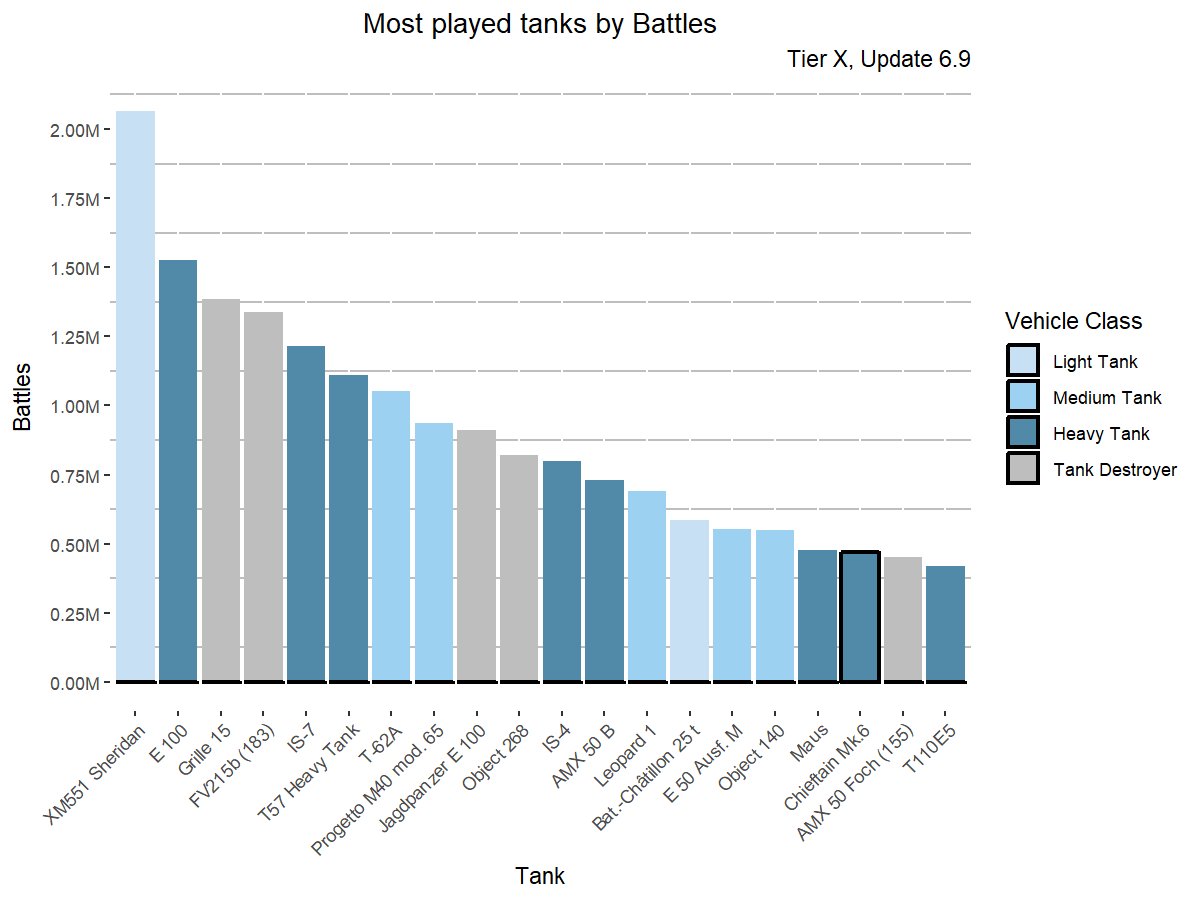 Most played tanks by Battles
Tier X, Update 6.9
Battles
2.00M
1.75M
1.50M
1.25M
1.00M
0.75M
0.50M
0.25M
0.00M
XM551 Sheridan
E 100
Grille 15
FV215b (183)
IS-7
T57 Heavy Tank
T-62A
Progetto M40 mod. 65
Jagdpanzer E 100
Object 268
IS-4
AMX 50 B
Leopard 1
Bat.-Châtillon 25 t
E 50 Ausf. M
Object 140
Maus
Chieftain Mk.6
AMX 50 Foch (155)
T110E5
Tank
Vehicle Class
Light Tank
Medium Tank
Heavy Tank
Tank Destroyer